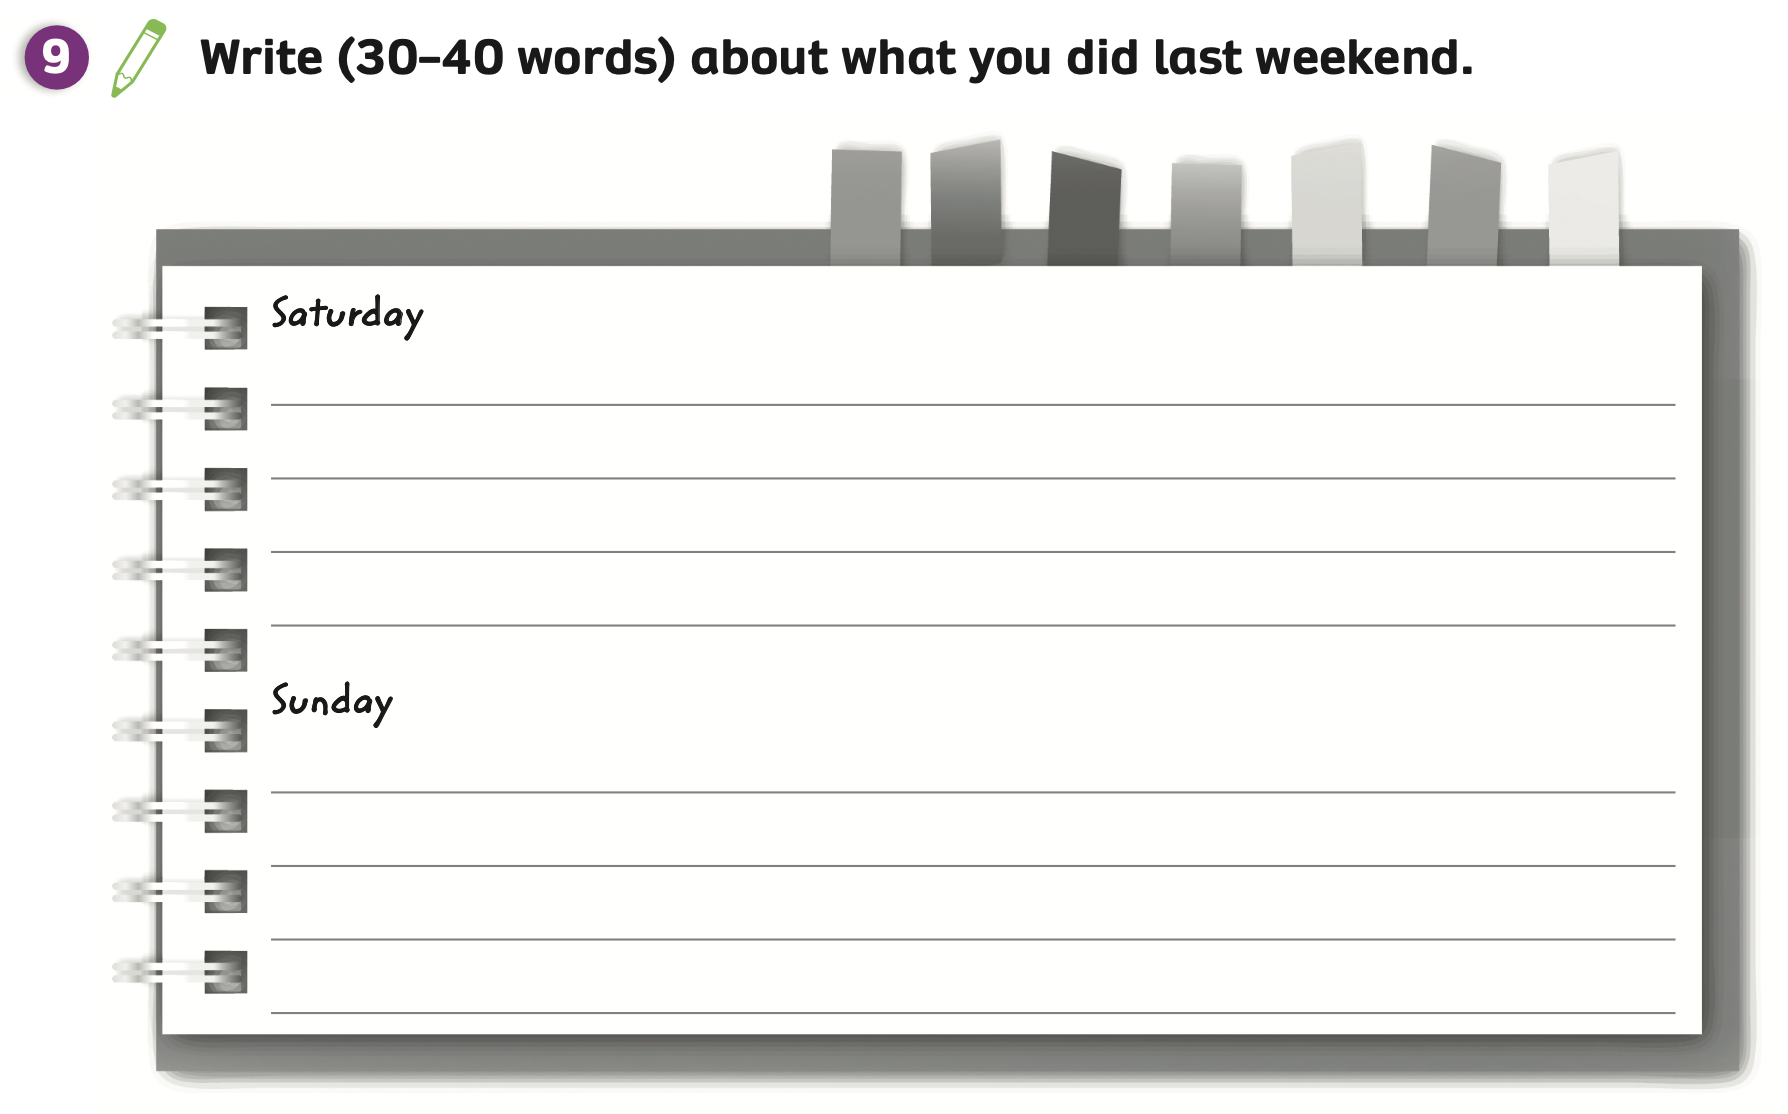 9 Write (30–40 words) about what you did last weekend.
Saturday
Sunday